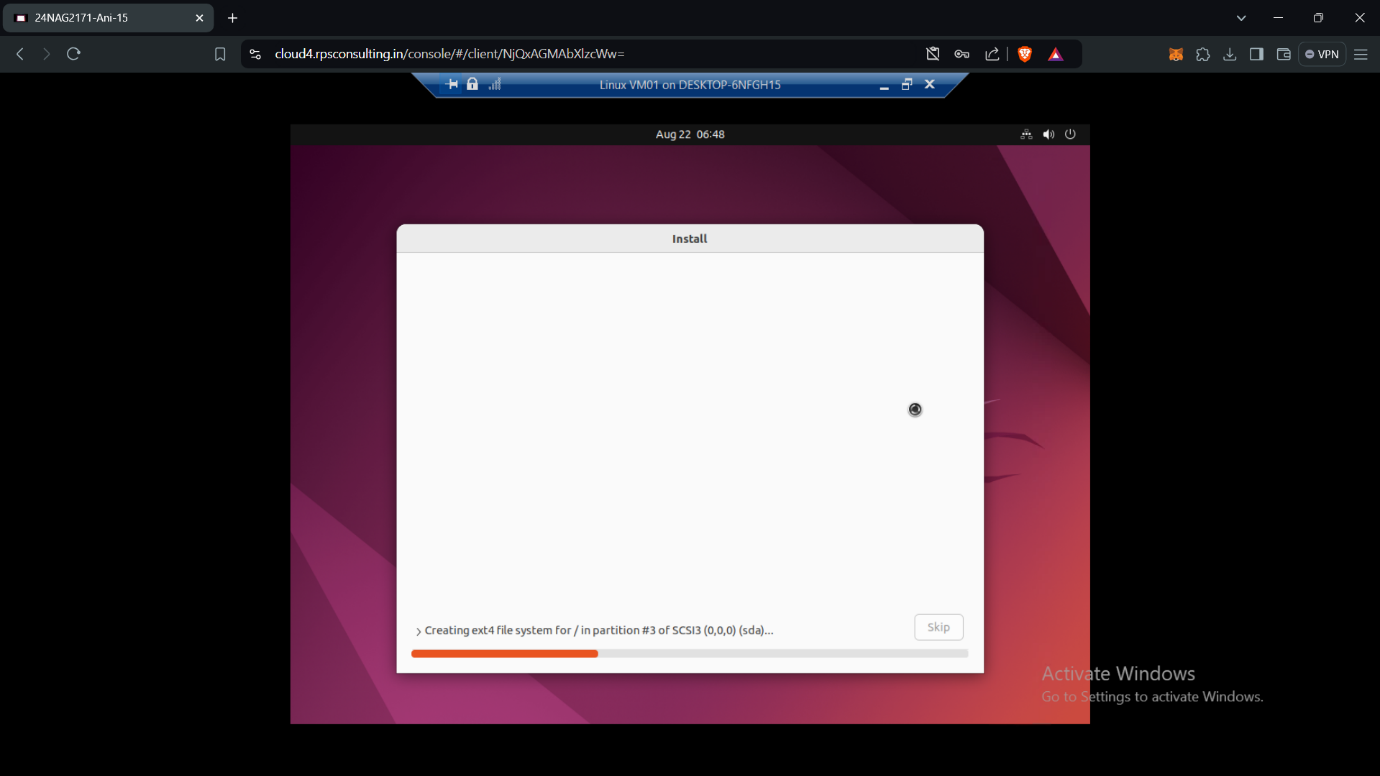 24NAG2171-Ani-15
cloud4.rpsconsulting.in/console/#/client/NjQxAGMAbXlzcWw=
VPN
Linux VM01 on DESKTOP-6NFGH15
Aug 22 06:48
Install
Creating ext4 file system for / in partition #3 of SCSI3 (0,0,0) (sda)...
Skip
Activate Windows
Go to Settings to activate Windows.